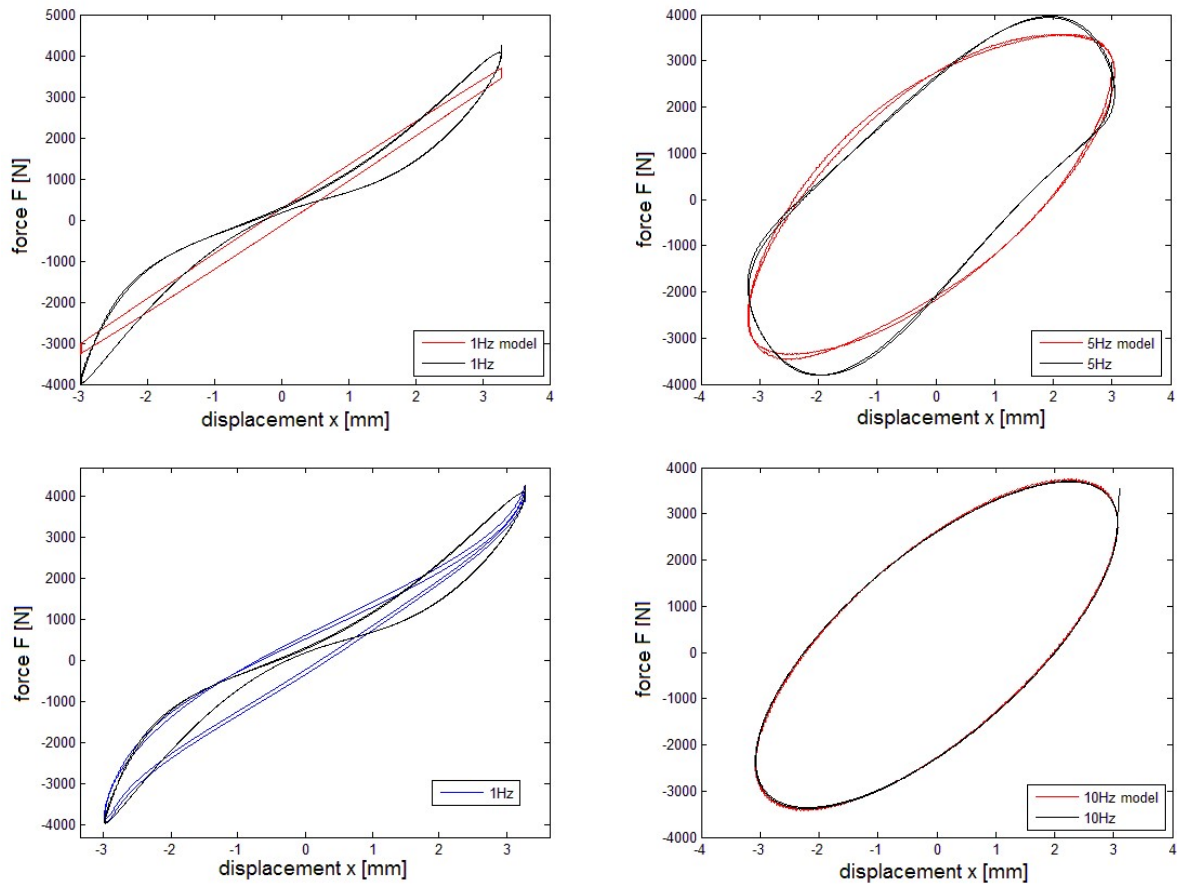 5000
4000
3000
2000
1000
0
-1000
-2000
-3000
-4000
force F [N]
-3 -2 -1 0 1 2 3 4
displacement x [mm]
1Hz model
1Hz
4000
3000
2000
1000
0
-1000
-2000
-3000
-4000
force F [N]
-4 -3 -2 -1 0 1 2 3 4
displacement x [mm]
5Hz model
5Hz
4000
3000
2000
1000
0
-1000
-2000
-3000
-4000
force F [N]
-3 -2 -1 0 1 2 3
displacement x [mm]
1Hz
4000
3000
2000
1000
0
-1000
-2000
-3000
-4000
force F [N]
-4 -3 -2 -1 0 1 2 3 4
displacement x [mm]
10Hz model
10Hz